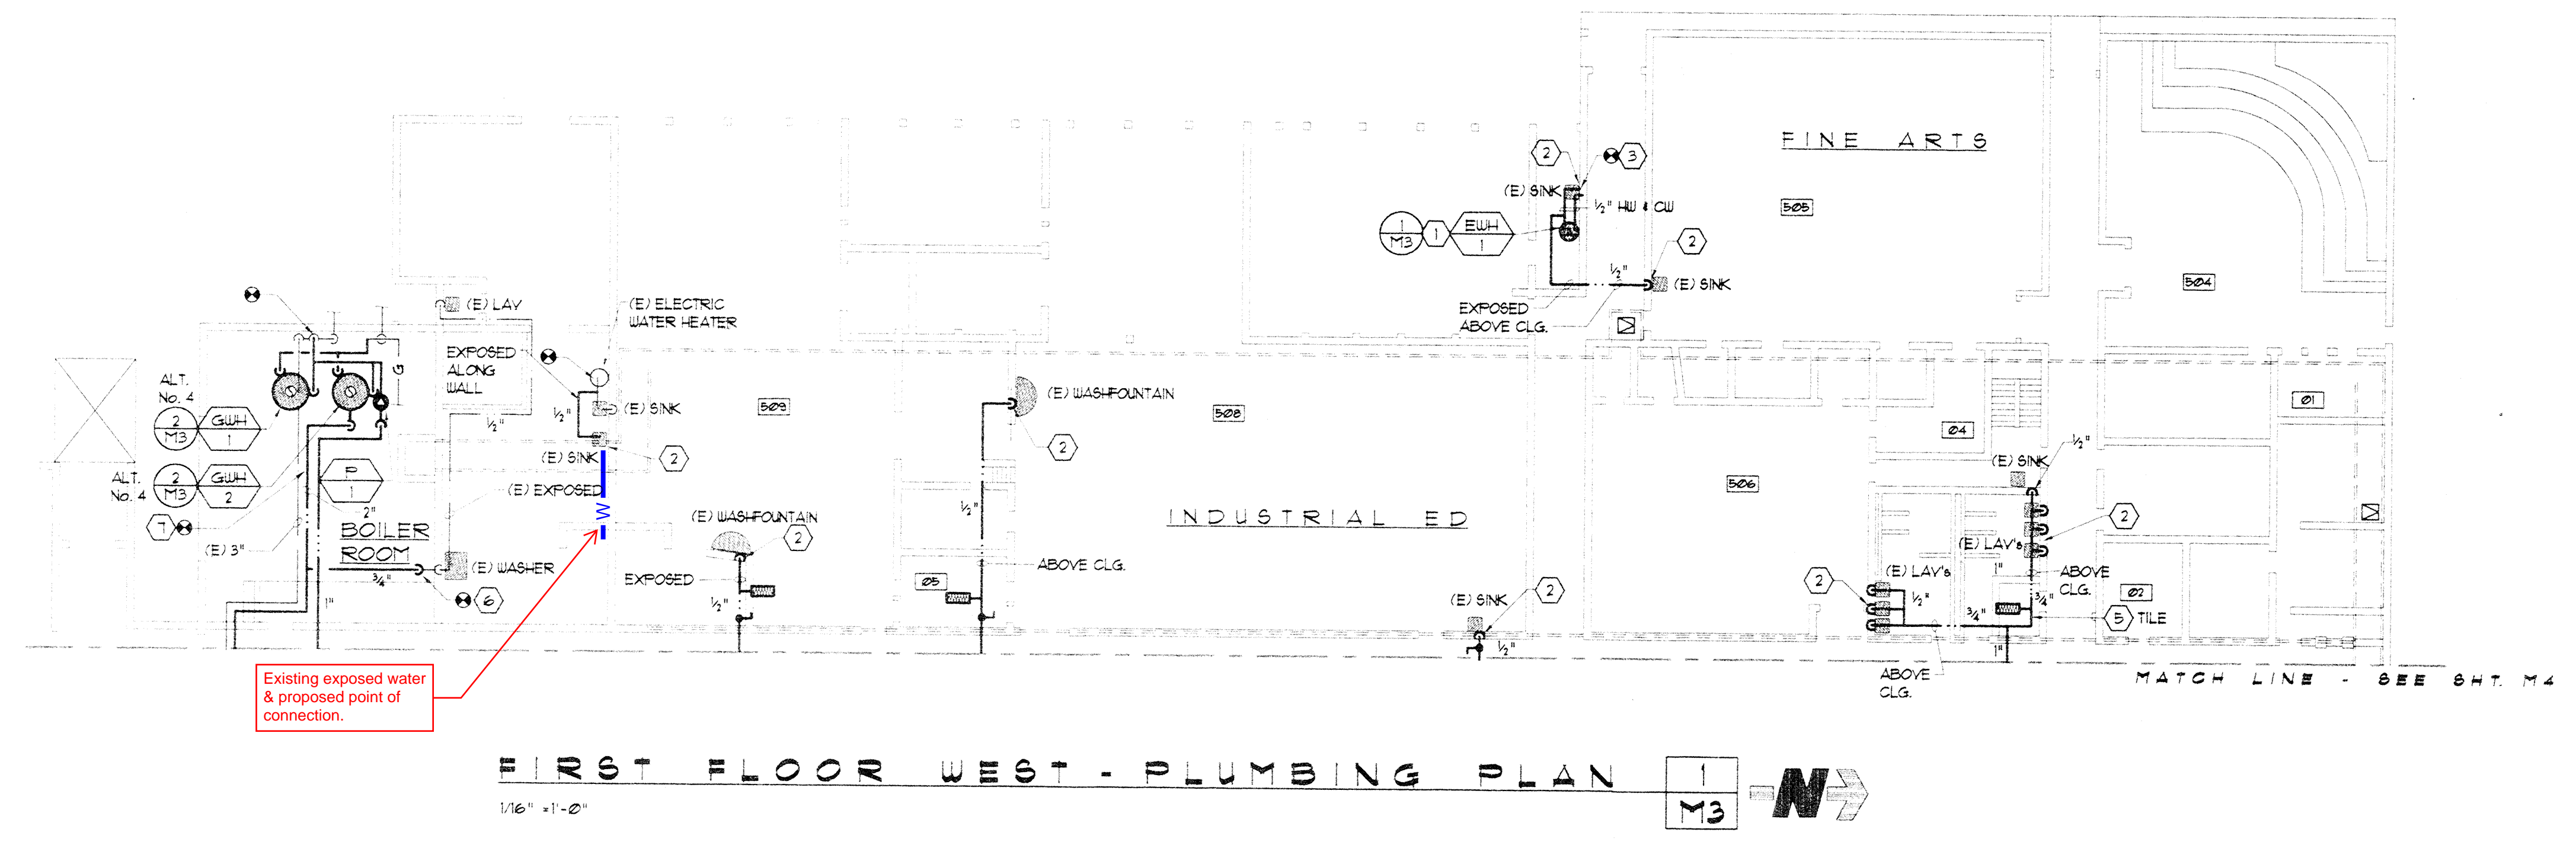 FINE ARTS
505
504
2
3
(E) SINK
1/2" HW & CW
1
M3
1
EWH
1
2
1/2"
(E) SINK
EXPOSED
ABOVE CLG.
(E) LAV
(E) ELECTRIC
WATER HEATER
EXPOSED
ALONG
WALL
G
ALT.
No. 4
2
M3
GWH
1
1/2"
1/2"
(E) SINK
509
(E) WASHFOUNTAIN
508
2
01
04
1/2"
ALT.
No. 4
2
M3
GWH
2
P
1
(E) SINK
2
(E) SINK
506
(E) EXPOSED
W
7
2"
BOILER
ROOM
(E) 3"
(E) WASHFOUNTAIN
2
1/2"
INDUSTRIAL ED
2
(E) LAV's
(E) WASHER
3/4"
EXPOSED
05
ABOVE CLG.
(E) LAV's
1"
ABOVE
CLG.
02
2
1/2"
6
1"
1/2"
(E) SINK
2
3/4"
3/4"
5
TILE
1/2"
1"
Existing exposed water
& proposed point of
connection.
ABOVE
CLG.
MATCH LINE - SEE SHT. M4
FIRST FLOOR WEST - PLUMBING PLAN
1
M3
N
1/16" =1'-0"